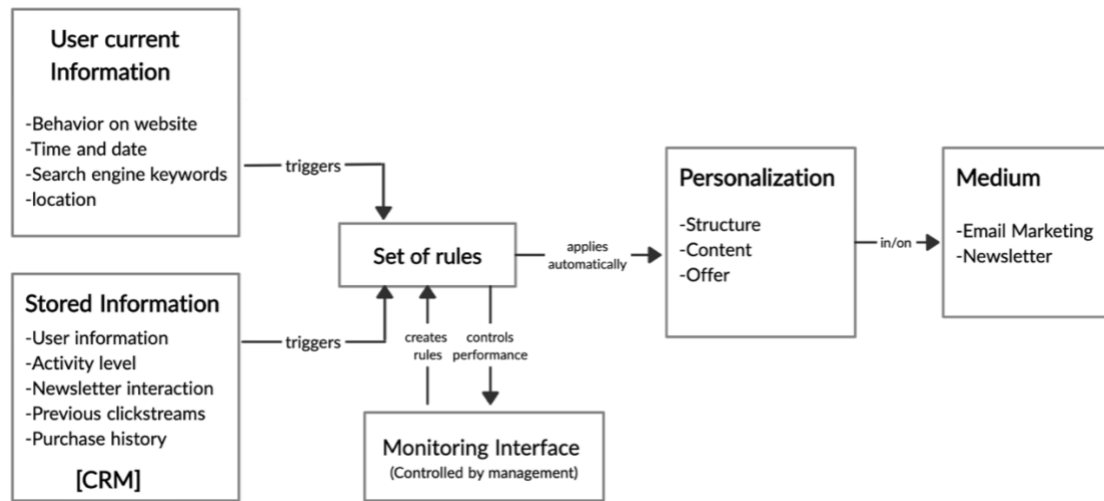 User current
Information
-Behavior on website
-Time and date
-Search engine keywords
-location
triggers
Set of rules
applies
automatically
Personalization
-Structure
-Content
-Offer
in/on
Medium
-Email Marketing
-Newsletter
Stored Information
-User information
-Activity level
-Newsletter interaction
-Previous clickstreams
-Purchase history
[CRM]
triggers
creates
rules
controls
performance
Monitoring Interface
(Controlled by management)